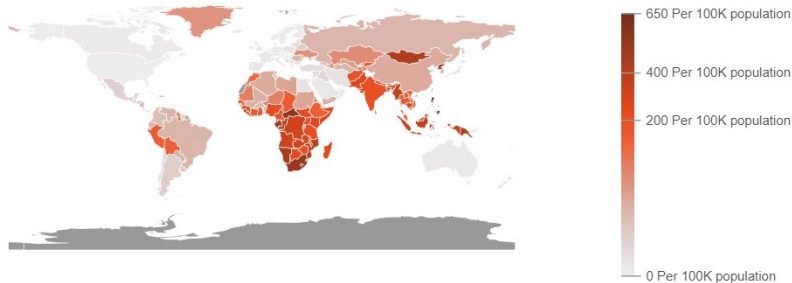 650 Per 100K population
400 Per 100K population
200 Per 100K population
0 Per 100K population